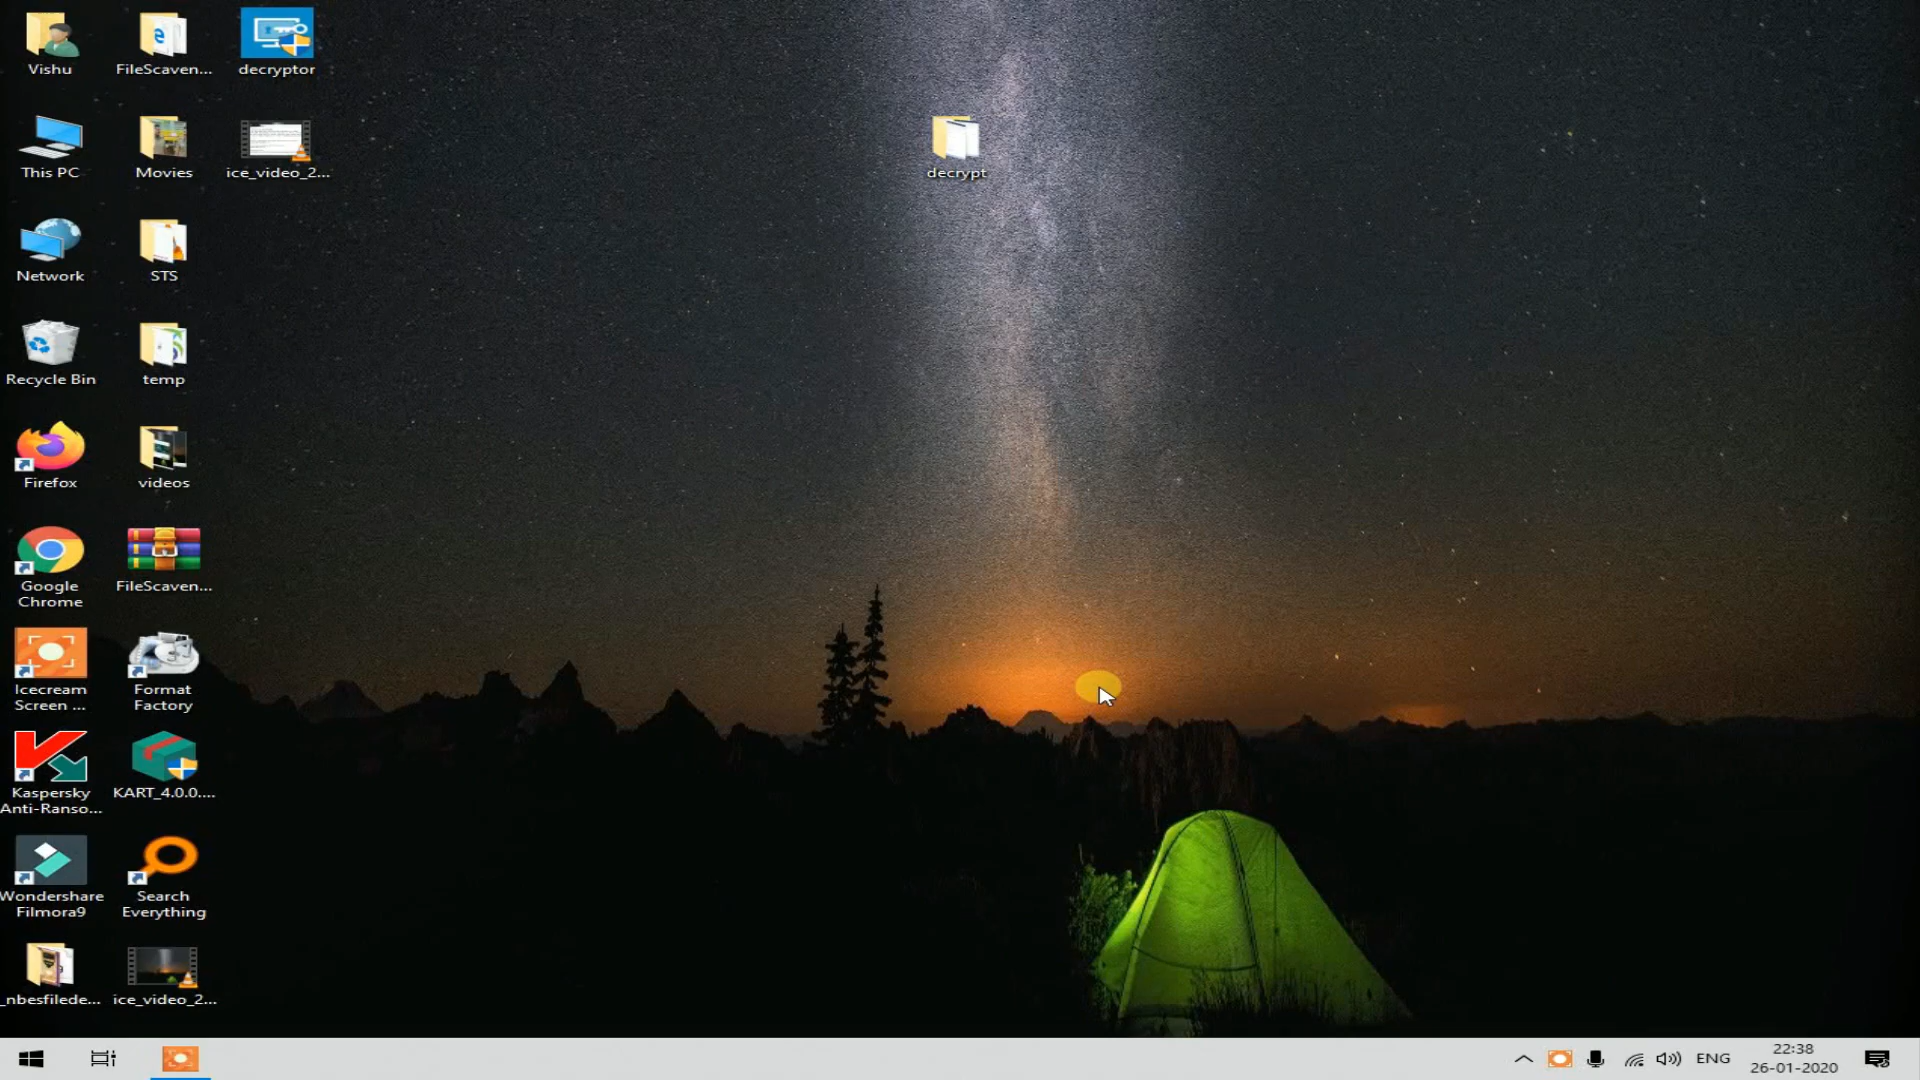 Vishu
FileScaven...
decryptor
This PC
Movies
ice_video_2...
decrypt
Network
STS
Recycle Bin
temp
Firefox
videos
Google
Chrome
FileScaven...
Icecream
Screen ...
Format
Factory
Kaspersky
Anti-Ranso...
KART_4.0.0....
Wondershare
Filmora9
Search
Everything
_nbesfilede...
ice_video_2...
ENG
22:38
26-01-2020